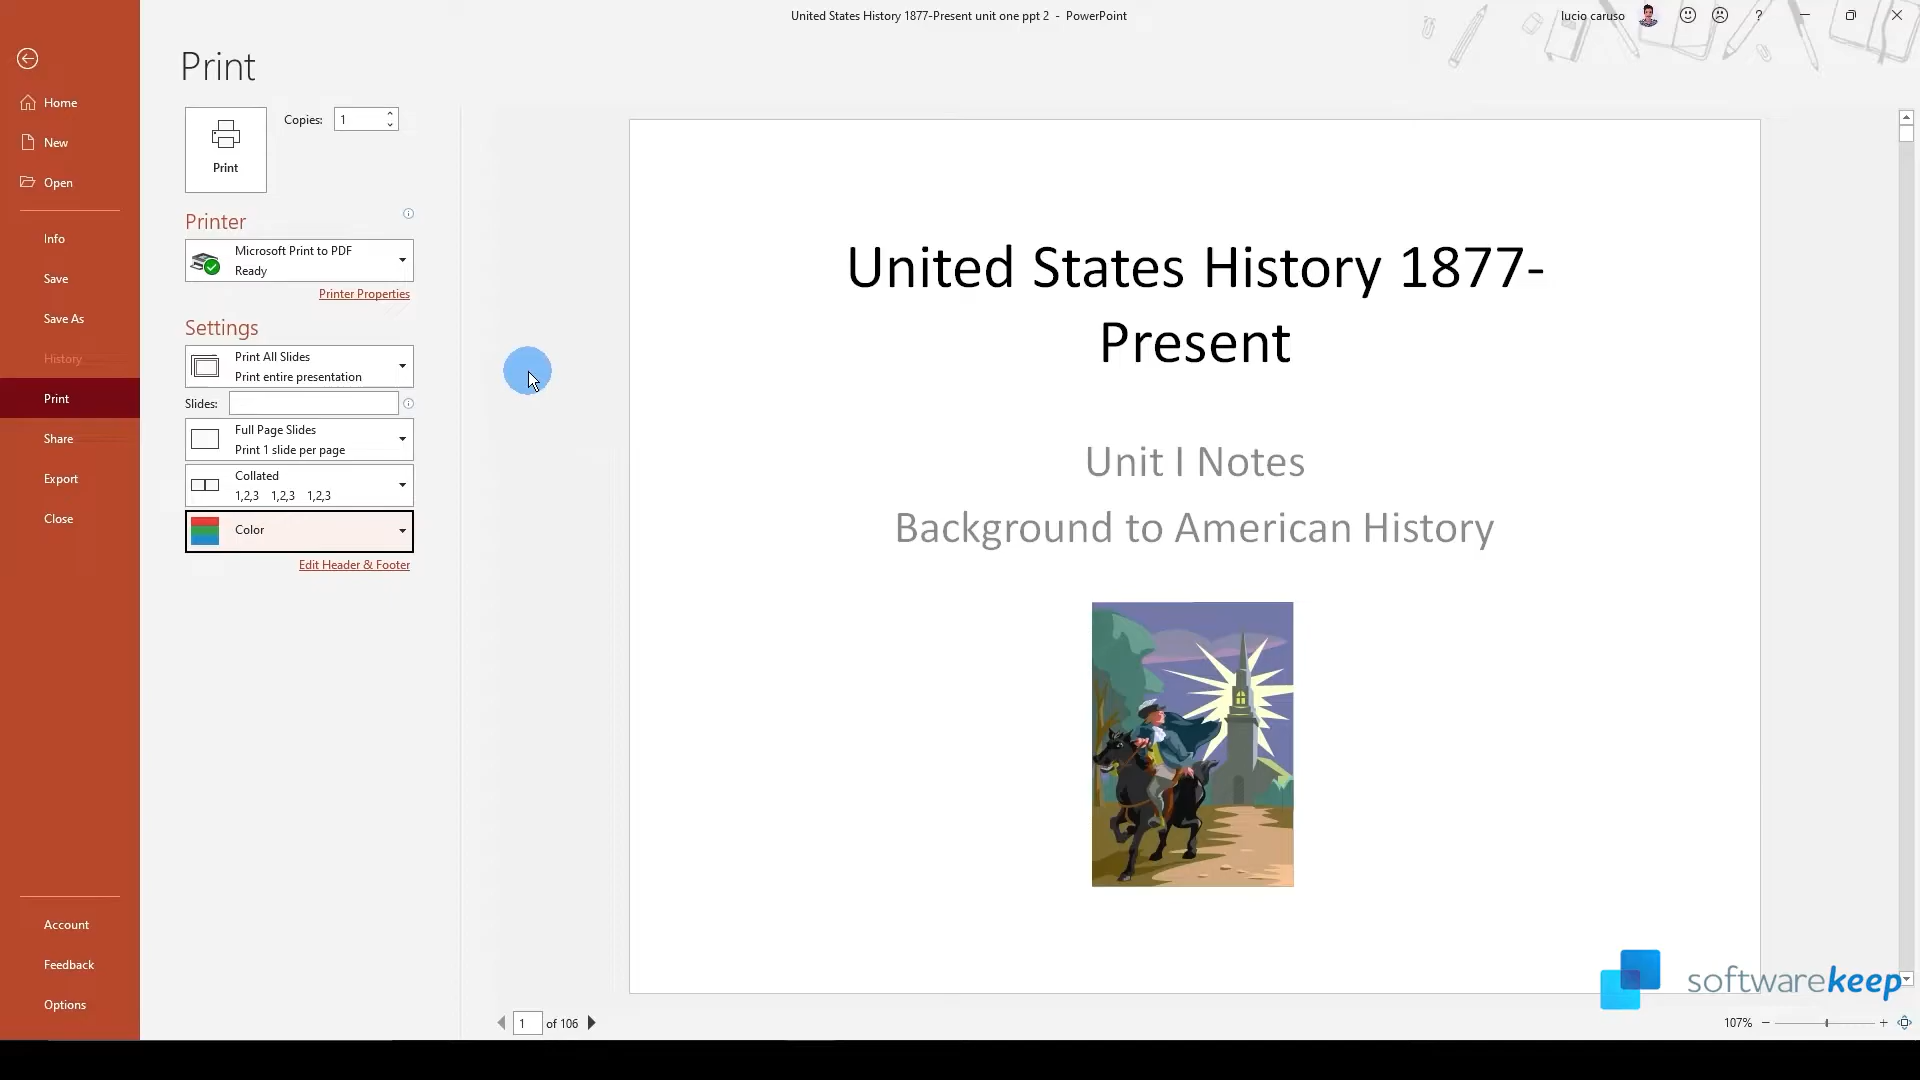 United States History 1877-Present unit one ppt 2 - PowerPoint
lucio caruso
?
Print
Home
New
Open
Info
Save
Save As
History
Print
Share
Export
Close
Account
Feedback
Options
Print
Copies: 1
Printer
Microsoft Print to PDF
Ready
Printer Properties
Settings
Print All Slides
Print entire presentation
Slides:
Full Page Slides
Print 1 slide per page
Collated
1,2,3 1,2,3 1,2,3
Color
Edit Header & Footer
United States History 1877-
Present
Unit I Notes
Background to American History
softwarekeep
1 of 106
107%